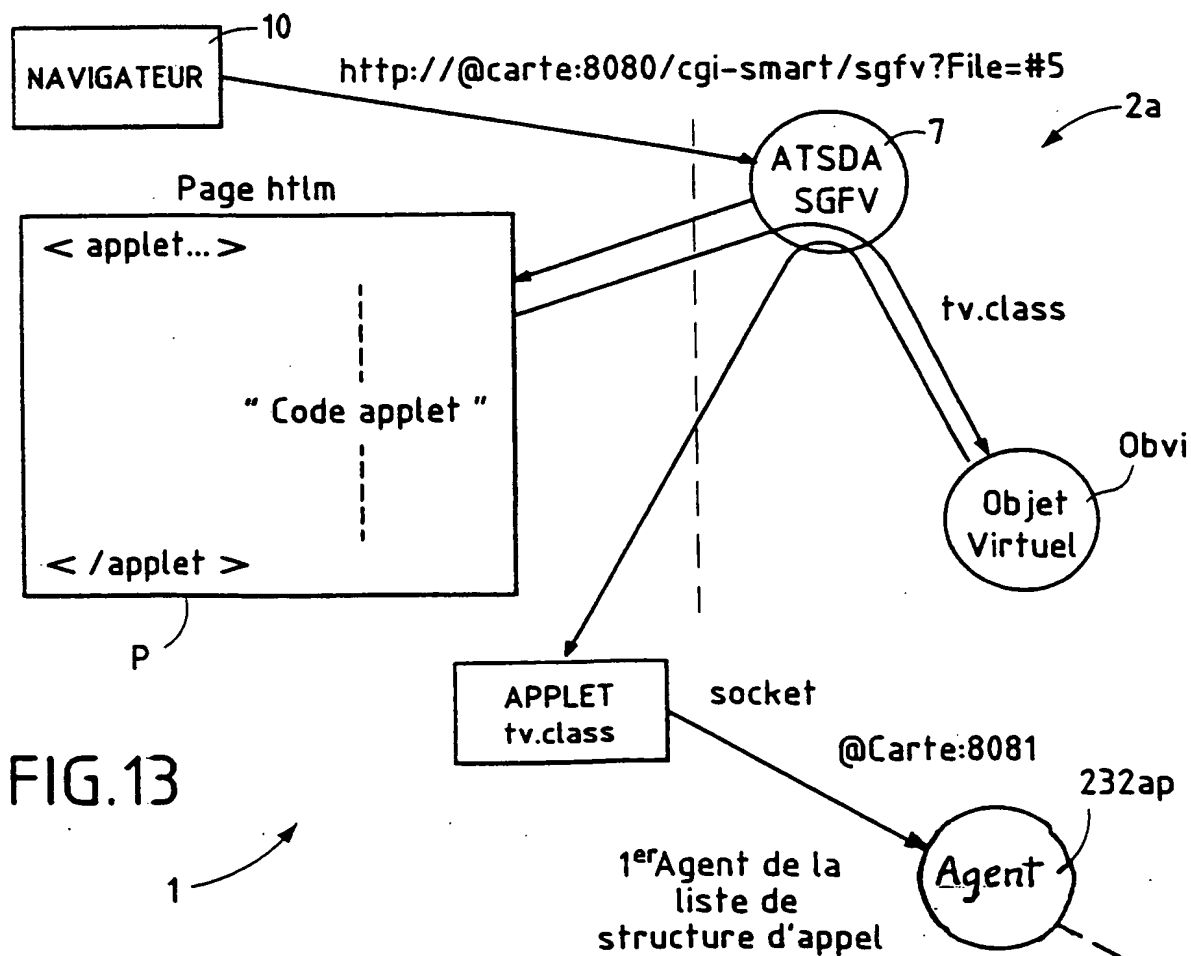 10
NAVIGATEUR
http://@carte:8080/cgi-smart/sgfv?File=#5
2a
7
ATSDA
SGFV
Page htlm
< applet... >
tv.class
" Code applet "
Obvi
Objet
Virtuel
< /applet >
P
APPLET
tv.class
socket
@Carte:8081
FIG.13
232ap
1
1erAgent de la
liste de
structure d'appel
Agent